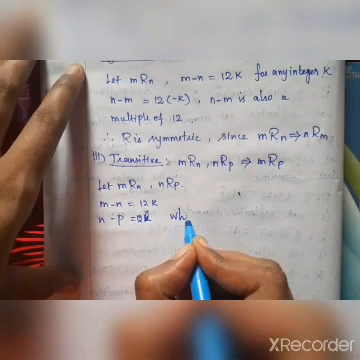 Let mRn, m-n = 12K for any integer K
n-m = 12(-K), n-m is also a
multiple of 12
∴ R is symmetric, since mRn ⇒ nRm.
iii) Transitive : mRn, nRp ⇒ mRp
Let mRn, nRp.
m-n = 12K
n-p = 12l wh
XRecorder